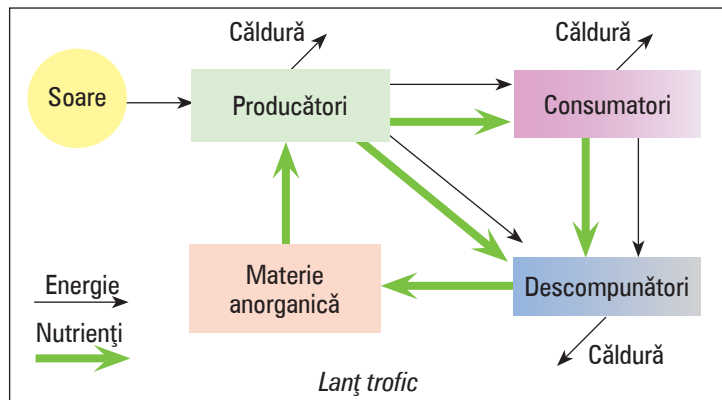 Căldură
Căldură
Soare
Producători
Consumatori
Materie
anorganică
Descompunători
Energie
Nutrienţi
Căldură
Lanţ trofic